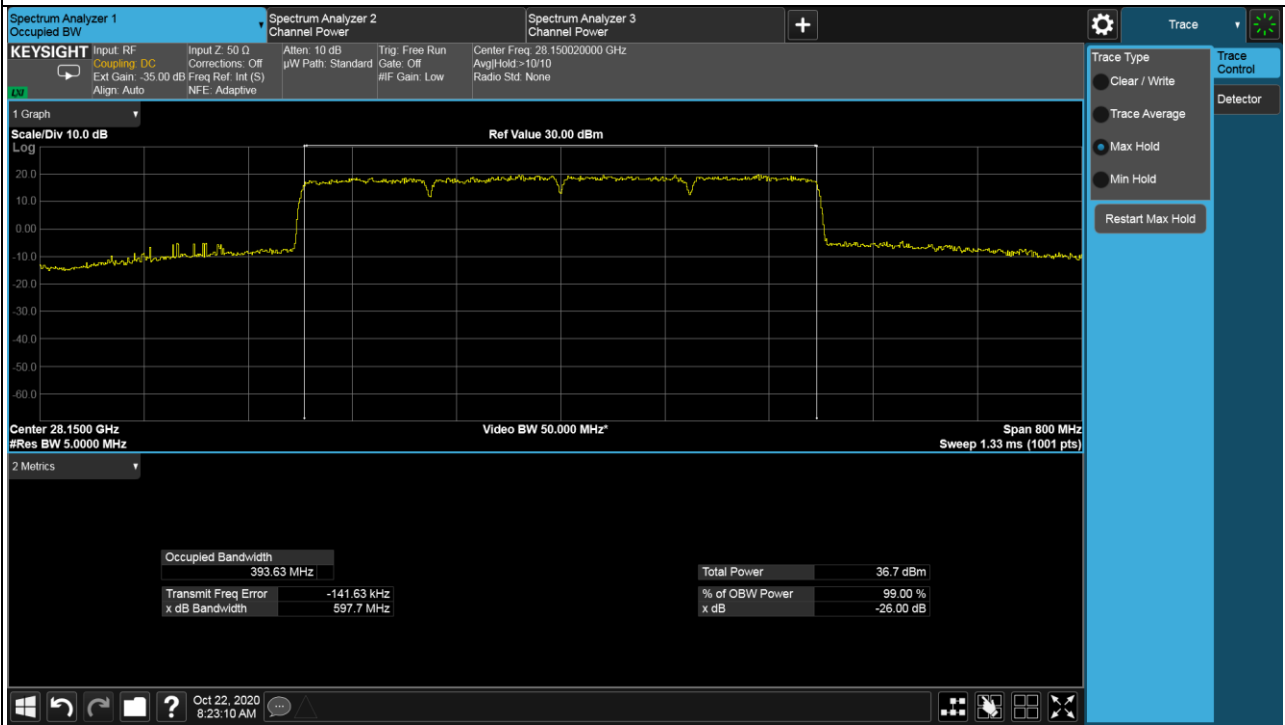 Spectrum Analyzer 1
Occupied BW
Spectrum Analyzer 2
Channel Power
Spectrum Analyzer 3
Channel Power
+
Trace
KEYSIGHT
Input: RF
Coupling: DC
Ext Gain: -35.00 dB
Align: Auto
Input Z: 50 Ω
Corrections: Off
Freq Ref: Int (S)
NFE: Adaptive
Atten: 10 dB
µW Path: Standard
Trig: Free Run
Gate: Off
#IF Gain: Low
Center Freq: 28.150020000 GHz
Avg|Hold:>10/10
Radio Std: None
LXI
1 Graph
Scale/Div 10.0 dB
Ref Value 30.00 dBm
Log
20.0
10.0
0.00
-10.0
-20.0
-30.0
-40.0
-50.0
-60.0
Center 28.1500 GHz
#Res BW 5.0000 MHz
Video BW 50.000 MHz*
Span 800 MHz
Sweep 1.33 ms (1001 pts)
2 Metrics
Occupied Bandwidth
393.63 MHz
Transmit Freq Error -141.63 kHz
x dB Bandwidth 597.7 MHz
Total Power 36.7 dBm
% of OBW Power 99.00 %
x dB -26.00 dB
Trace Type
Clear / Write
Trace Average
Max Hold
Min Hold
Restart Max Hold
Trace
Control
Detector
?
Oct 22, 2020
8:23:10 AM